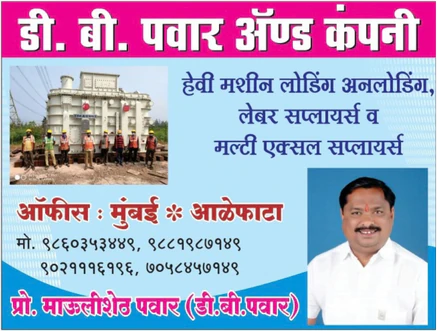 डी. बी. पवार ॲण्ड कंपनी
हेवी मशीन लोडिंग अनलोडिंग,
लेबर सप्लायर्स व
मल्टी एक्सल सप्लायर्स
ऑफीस : मुंबई * आळेफाटा
मो. ९८६०३५३४४९, ९८८१९८७१४९
९०२१११६१९६, ७०५८४५७१४९
प्रो. माऊलीशेठ पवार (डी.बी.पवार)